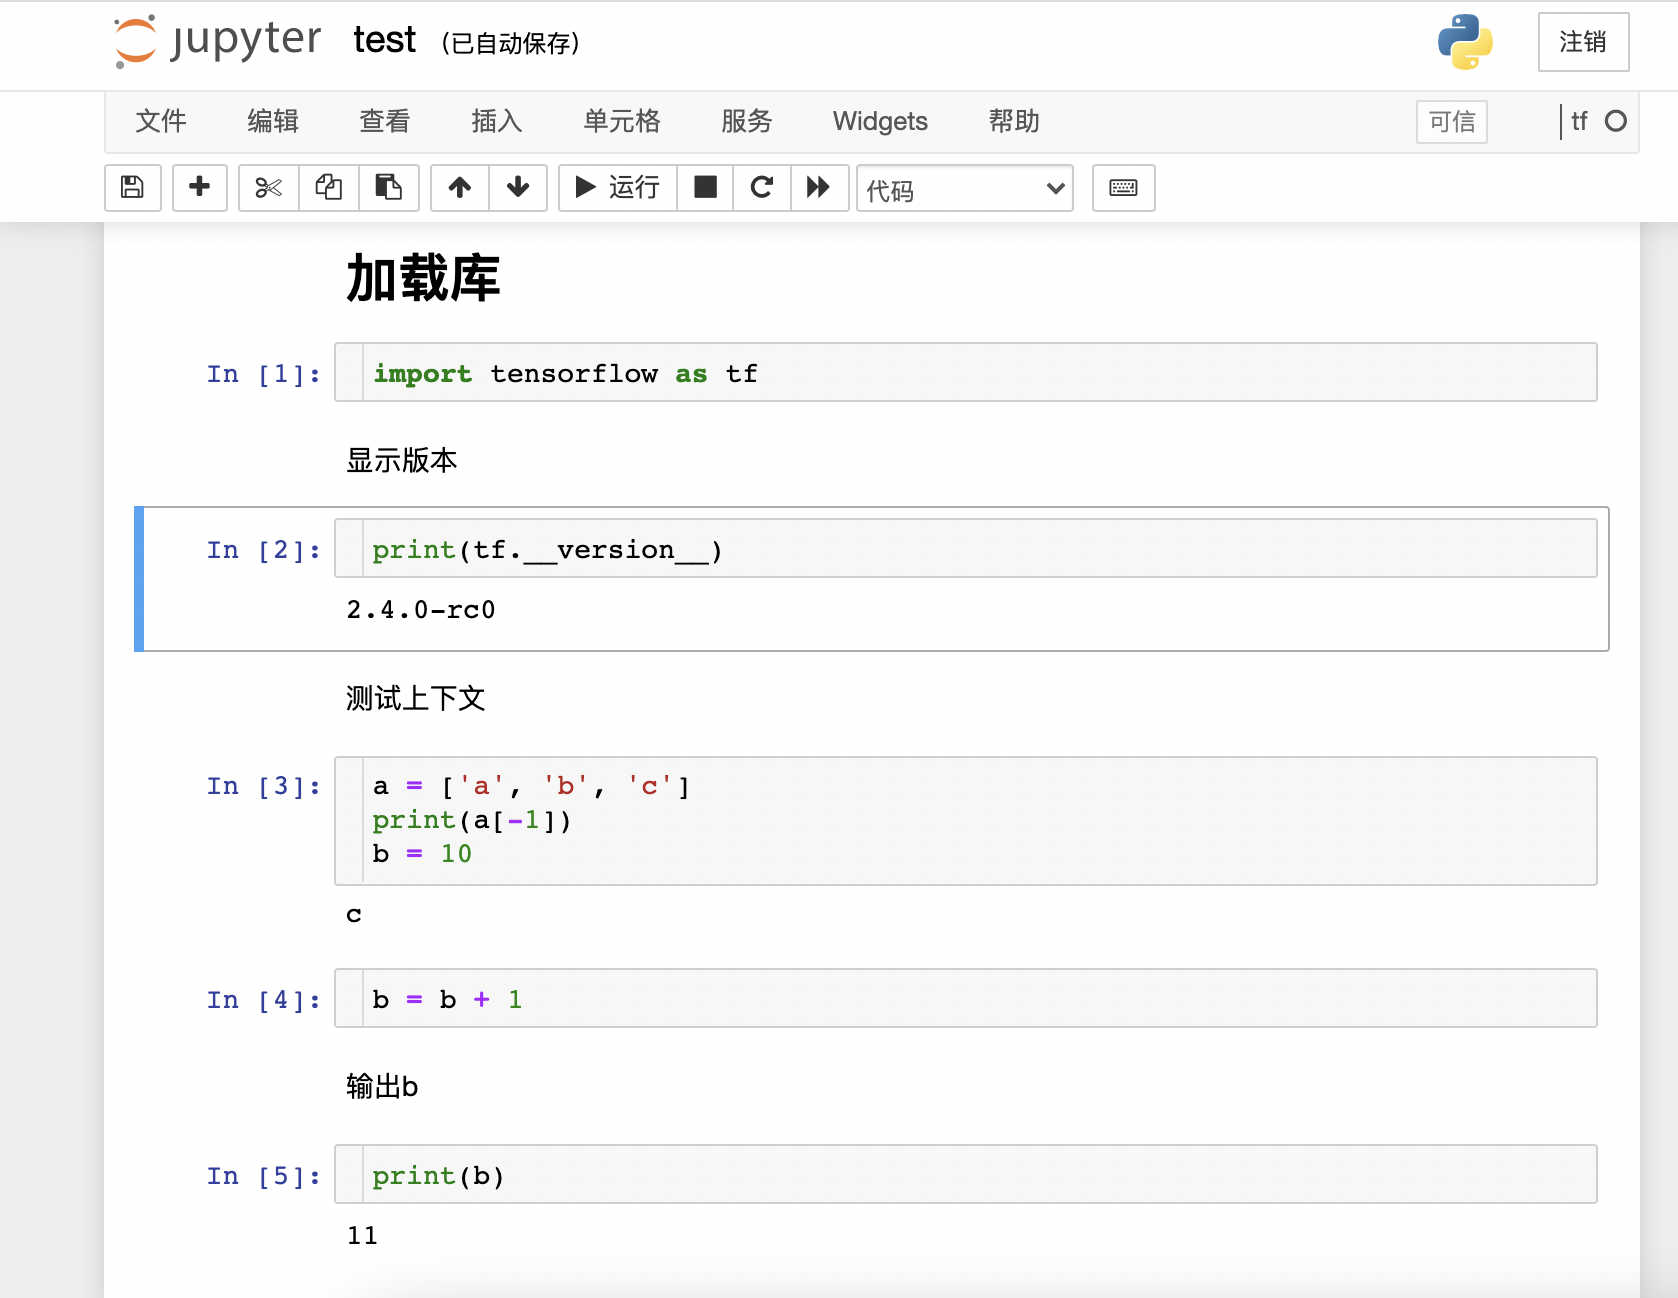 jupyter test (已自动保存)
注销
文件 编辑 查看 插入 单元格 服务 Widgets 帮助 可信 tf
运行 代码
加载库
In [1]: import tensorflow as tf
显示版本
In [2]: print(tf.__version__)
2.4.0-rc0
测试上下文
In [3]: a = ['a', 'b', 'c']
print(a[-1])
b = 10
c
In [4]: b = b + 1
输出b
In [5]: print(b)
11